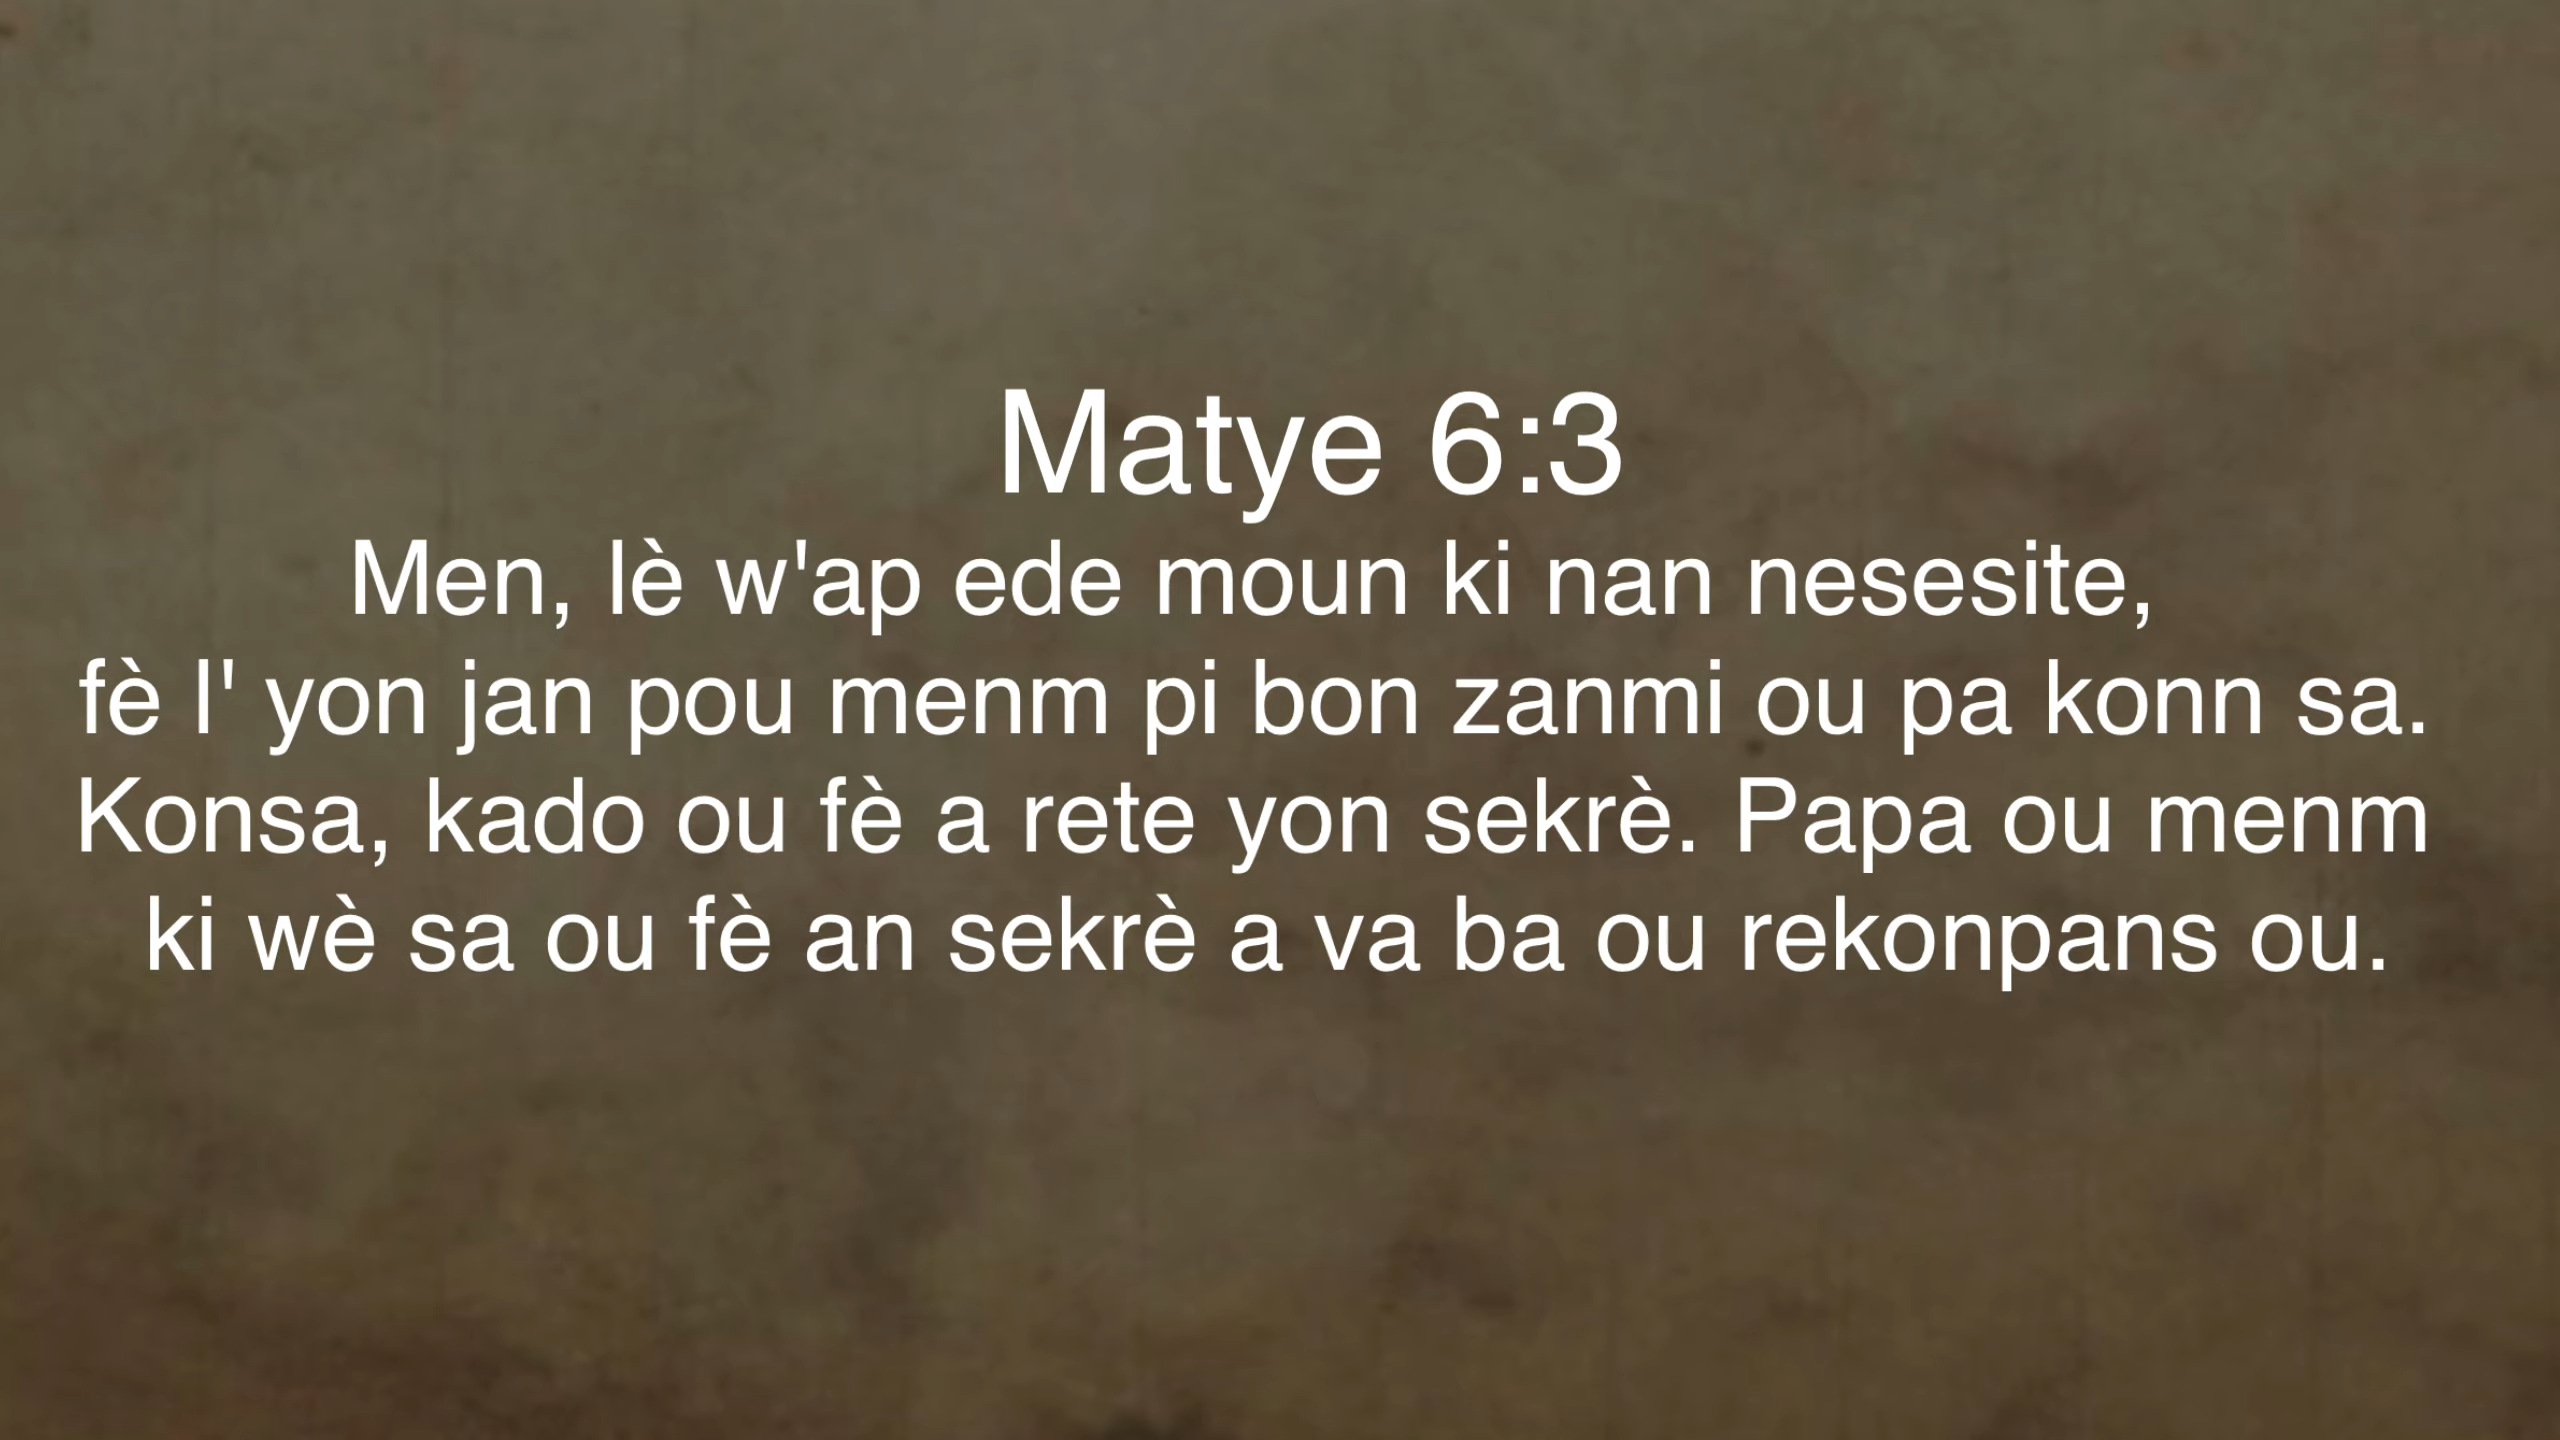 Matye 6:3
Men, lè w'ap ede moun ki nan nesesite,
fè l' yon jan pou menm pi bon zanmi ou pa konn sa.
Konsa, kado ou fè a rete yon sekrè. Papa ou menm
ki wè sa ou fè an sekrè a va ba ou rekonpans ou.